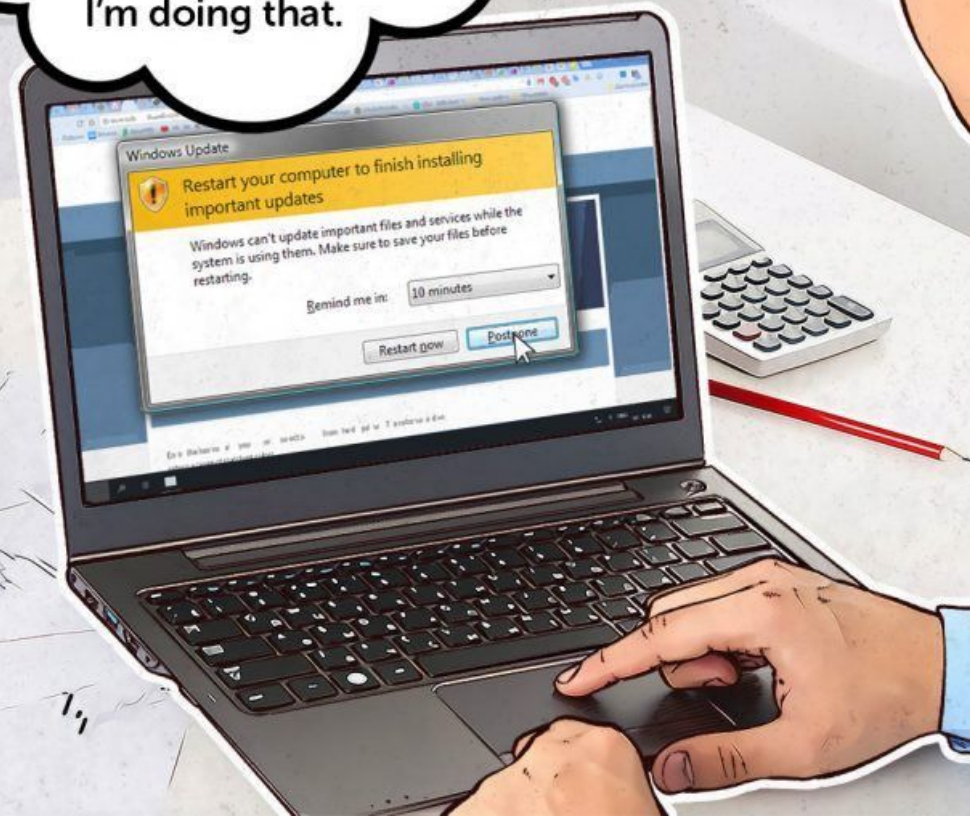 I'm doing that.
Windows Update
Restart your computer to finish installing
important updates
Windows can't update important files and services while the
system is using them. Make sure to save your files before
restarting.
Remind me in: 10 minutes
Restart now Postpone